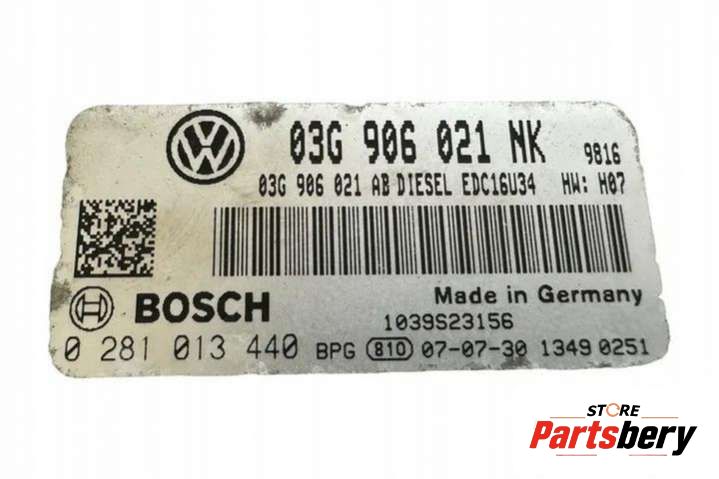 03G 906 021 NK 9816
03G 906 021 AB DIESEL EDC16U34 HW: H07
BOSCH
Made in Germany
1039S23156
0 281 013 440 BPG 810 07-07-30 1349 0251
STORE
Partsbery